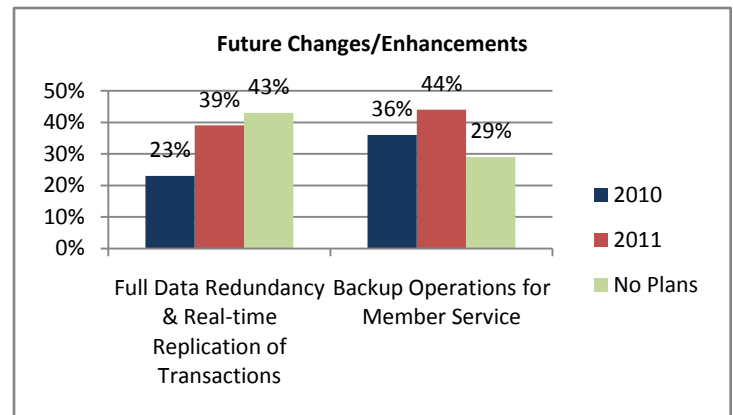 Future Changes/Enhancements
50%
40%
30%
20%
10%
0%
23%
39%
43%
36%
44%
29%
Full Data Redundancy
& Real-time
Replication of
Transactions
Backup Operations for
Member Service
2010
2011
No Plans